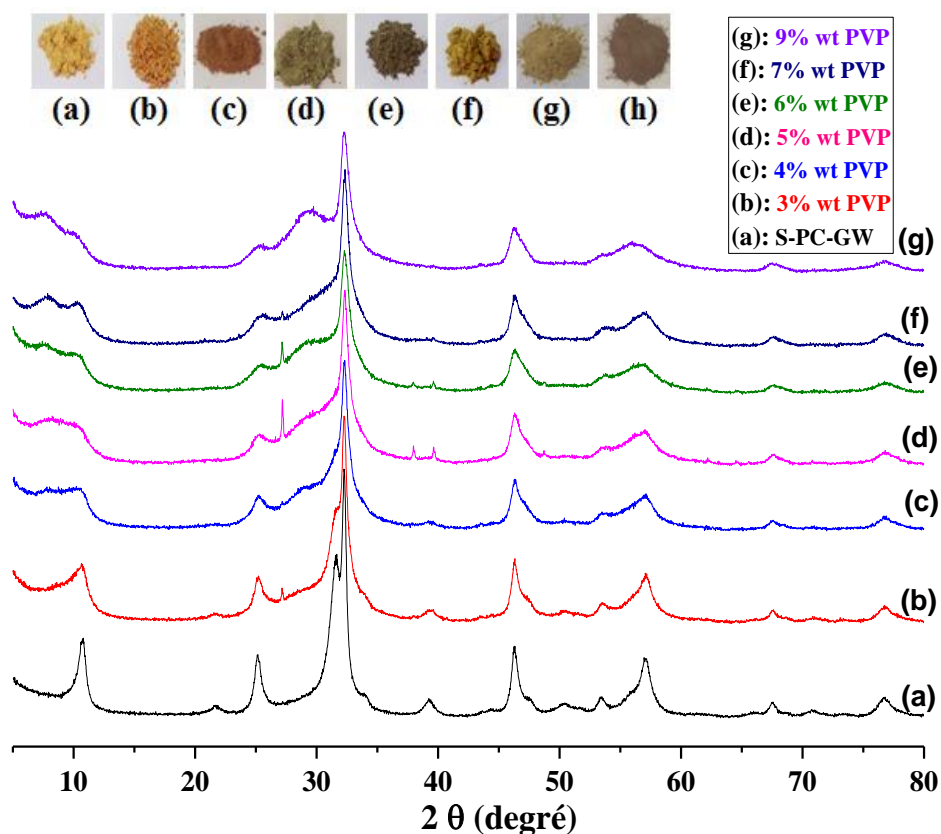 (a) (b) (c) (d) (e) (f) (g) (h)
(g): 9% wt PVP
(f): 7% wt PVP
(e): 6% wt PVP
(d): 5% wt PVP
(c): 4% wt PVP
(b): 3% wt PVP
(a): S-PC-GW
(g)
(f)
(e)
(d)
(c)
(b)
(a)
10 20 30 40 50 60 70 80
2 θ (degré)